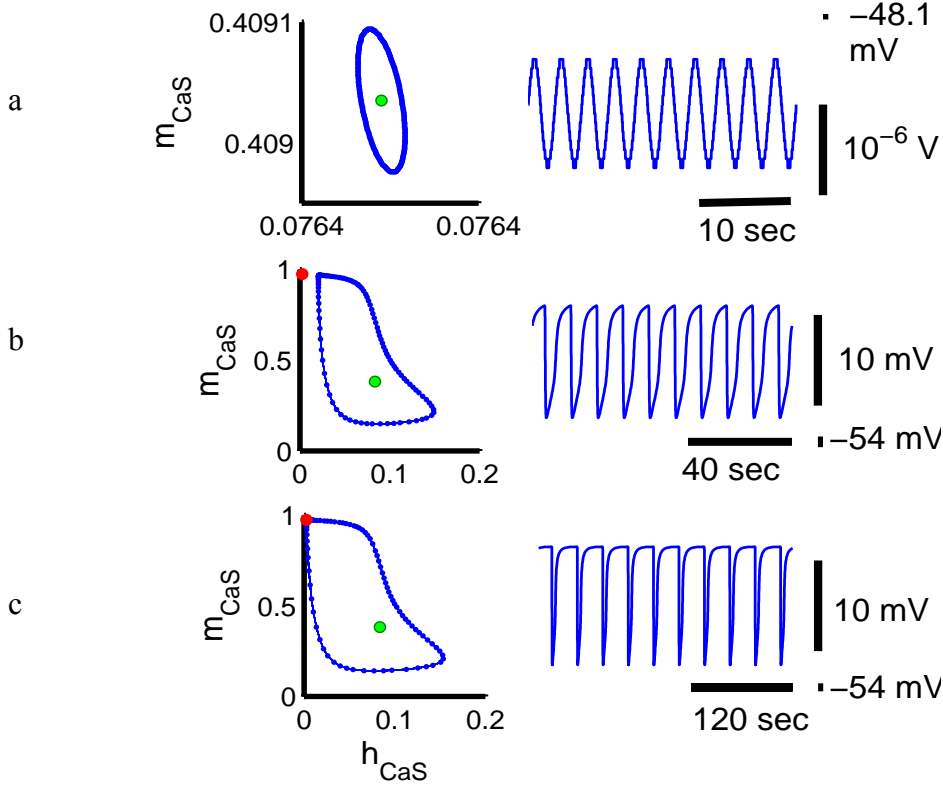 a
0.4091
0.409
m_CaS
0.0764 0.0764
−48.1
mV
10^−6 V
10 sec
b
1
0.5
0
m_CaS
0 0.1 0.2
10 mV
−54 mV
40 sec
c
1
0.5
0
m_CaS
0 0.1 0.2
h_CaS
10 mV
−54 mV
120 sec